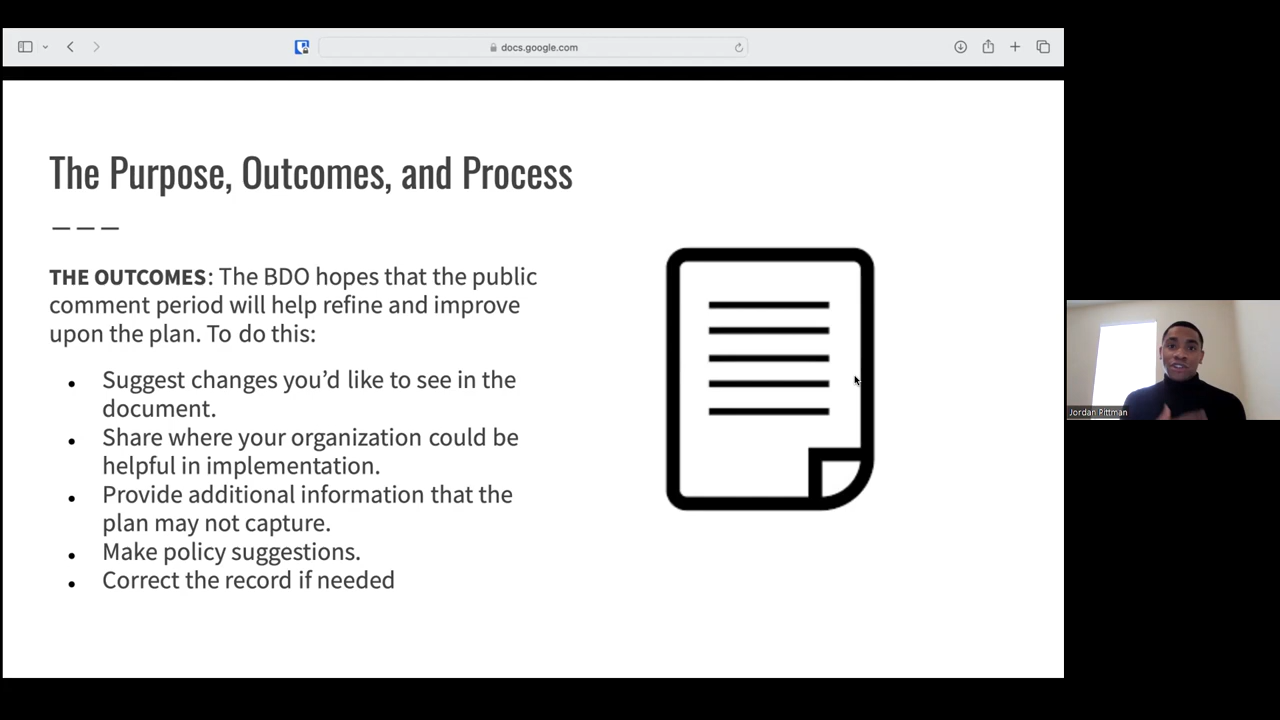 docs.google.com
The Purpose, Outcomes, and Process
THE OUTCOMES: The BDO hopes that the public
comment period will help refine and improve
upon the plan. To do this:
• Suggest changes you’d like to see in the
document.
• Share where your organization could be
helpful in implementation.
• Provide additional information that the
plan may not capture.
• Make policy suggestions.
• Correct the record if needed
Jordan Pittman